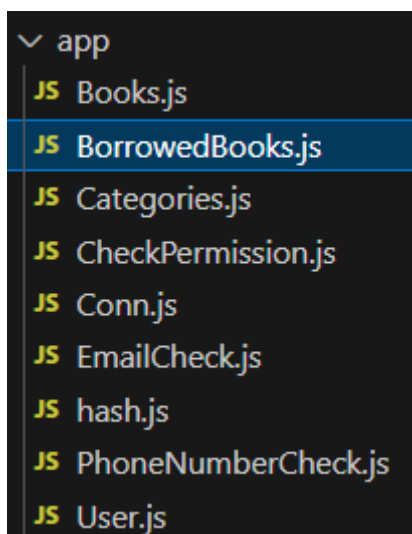 app
JS Books.js
JS BorrowedBooks.js
JS Categories.js
JS CheckPermission.js
JS Conn.js
JS EmailCheck.js
JS hash.js
JS PhoneNumberCheck.js
JS User.js